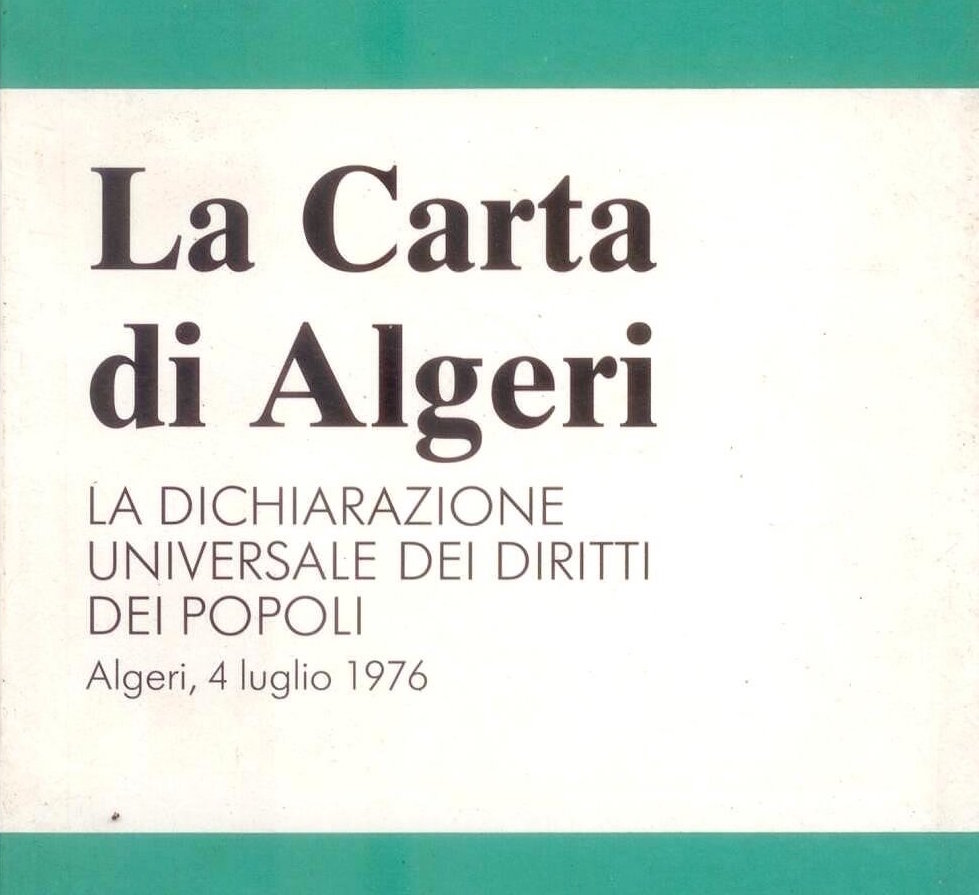 La Carta
di Algeri
LA DICHIARAZIONE
UNIVERSALE DEI DIRITTI
DEI POPOLI
Algeri, 4 luglio 1976